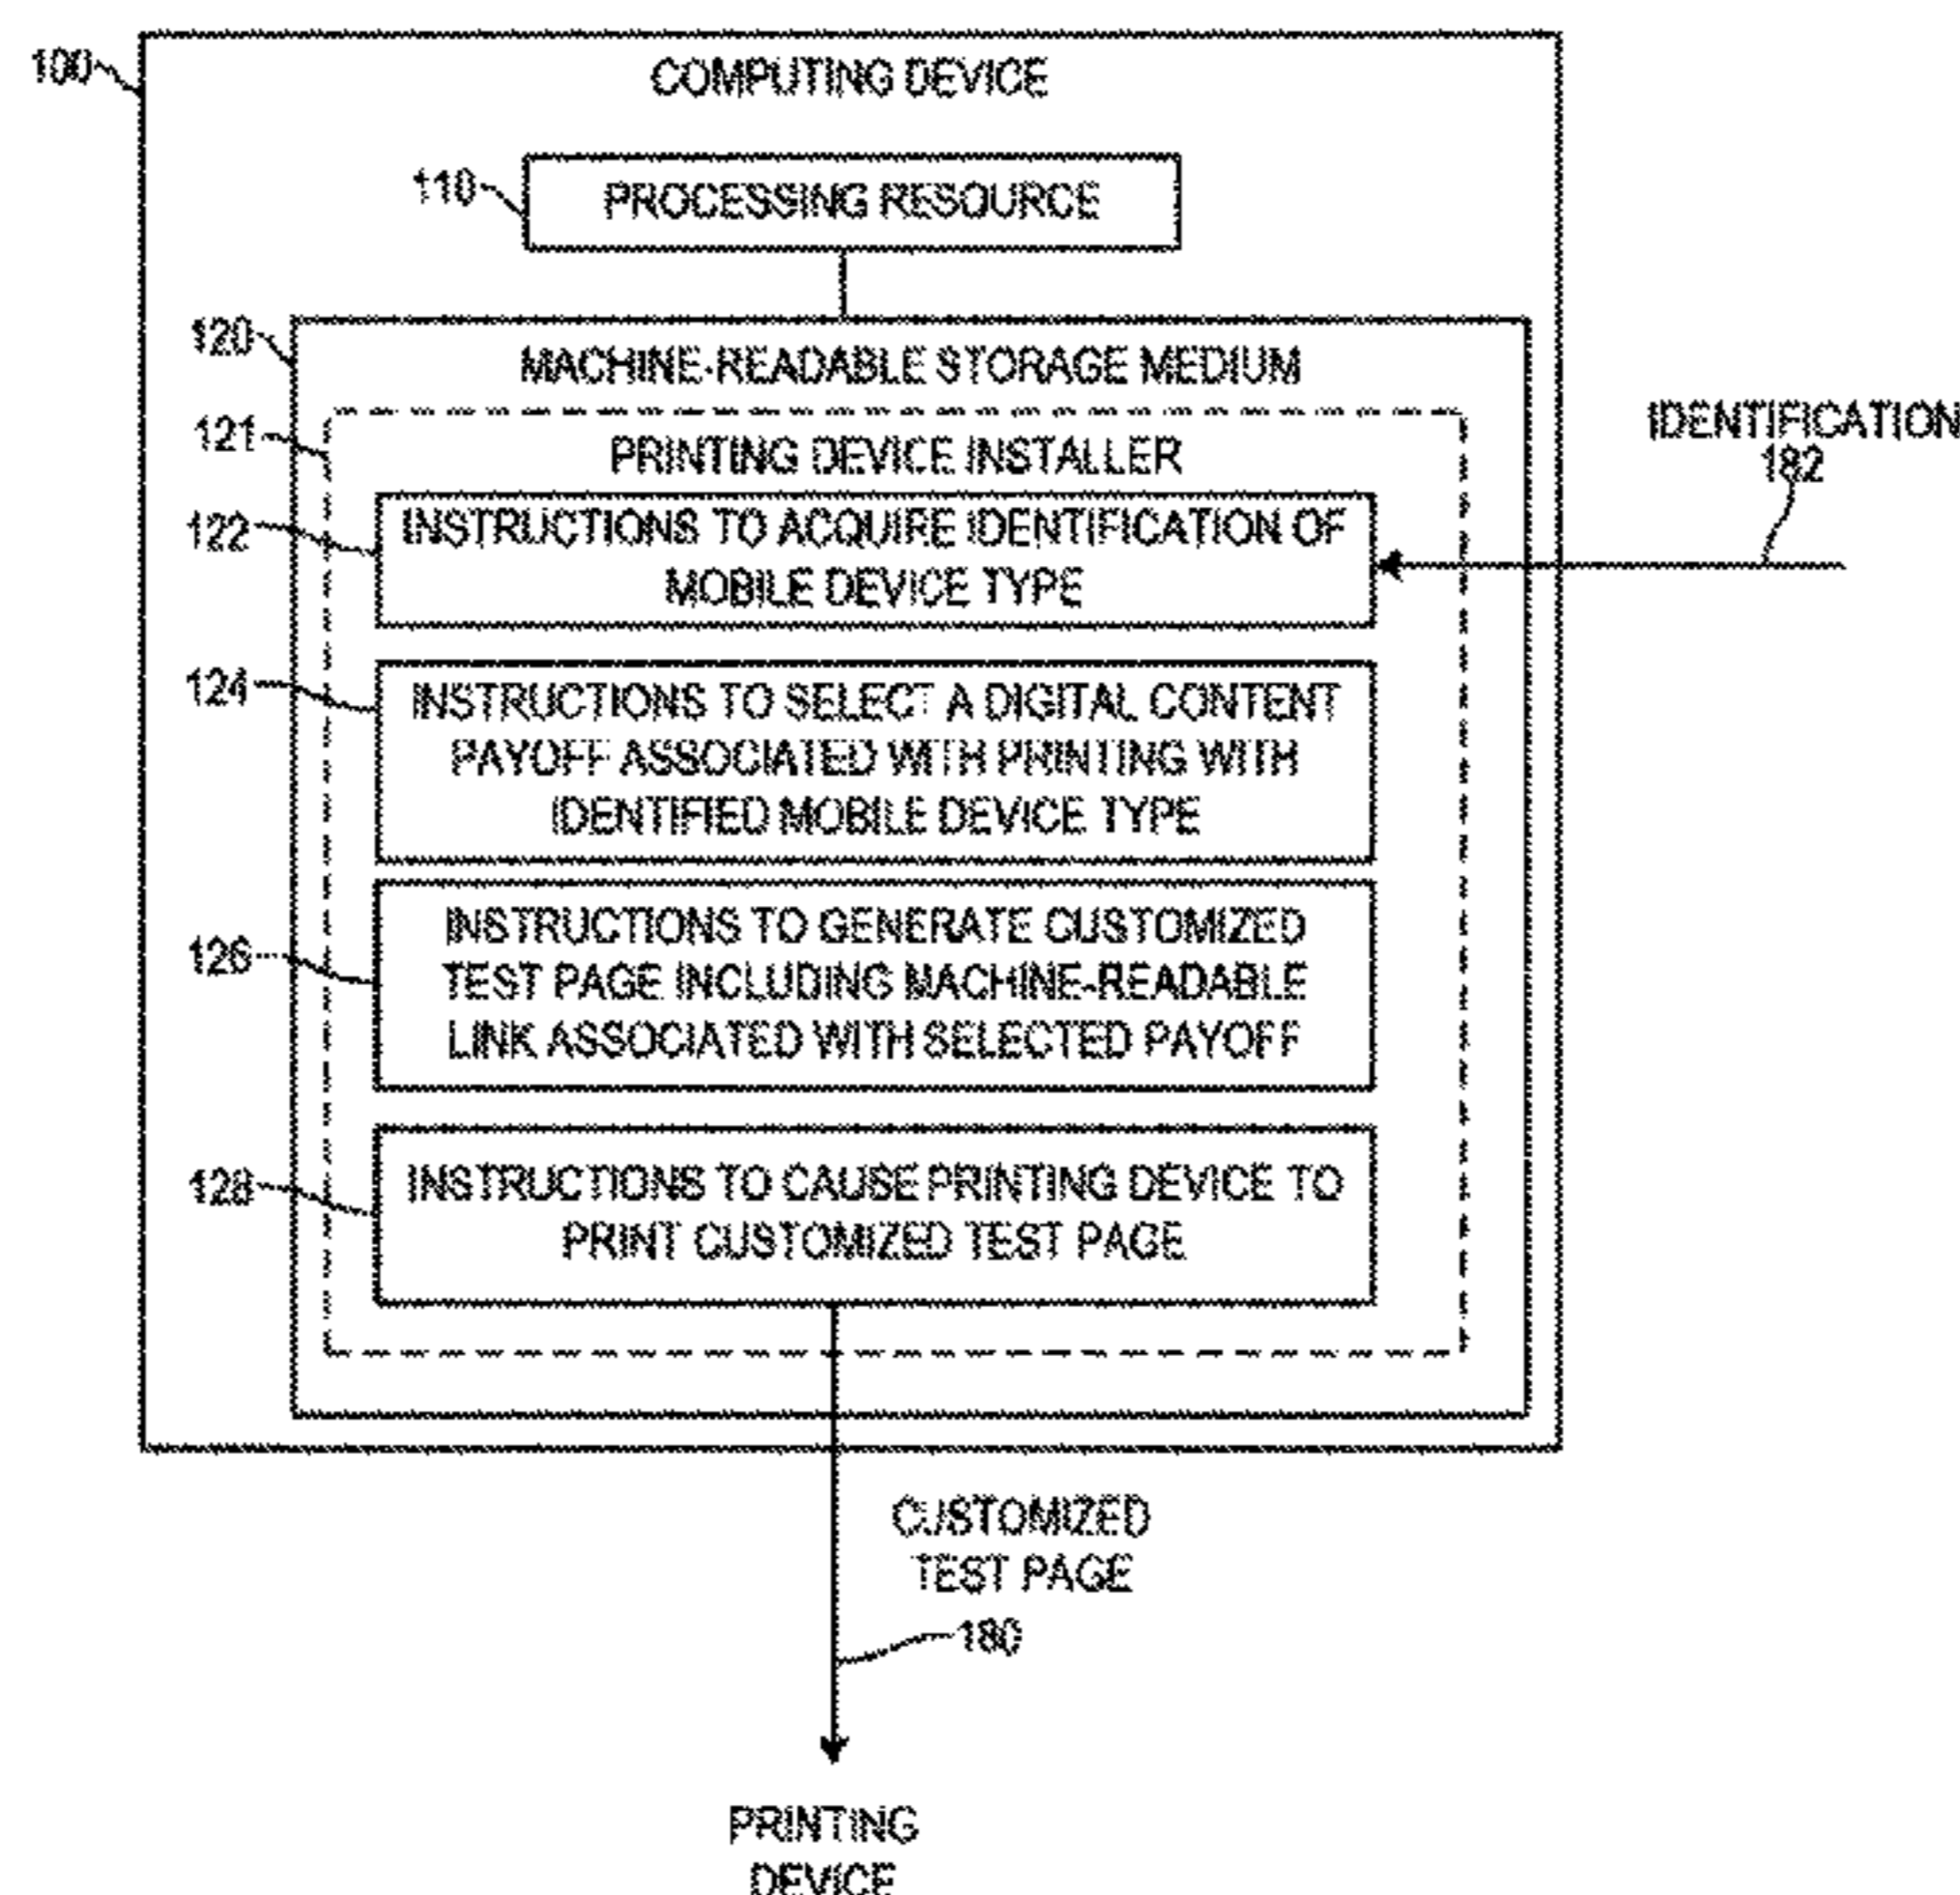 100
COMPUTING DEVICE
110
PROCESSING RESOURCE
120
MACHINE-READABLE STORAGE MEDIUM
121
PRINTING DEVICE INSTALLER
IDENTIFICATION
182
122
INSTRUCTIONS TO ACQUIRE IDENTIFICATION OF
MOBILE DEVICE TYPE
124
INSTRUCTIONS TO SELECT A DIGITAL CONTENT
PAYOFF ASSOCIATED WITH PRINTING WITH
IDENTIFIED MOBILE DEVICE TYPE
126
INSTRUCTIONS TO GENERATE CUSTOMIZED
TEST PAGE INCLUDING MACHINE-READABLE
LINK ASSOCIATED WITH SELECTED PAYOFF
128
INSTRUCTIONS TO CAUSE PRINTING DEVICE TO
PRINT CUSTOMIZED TEST PAGE
CUSTOMIZED
TEST PAGE
180
PRINTING
DEVICE